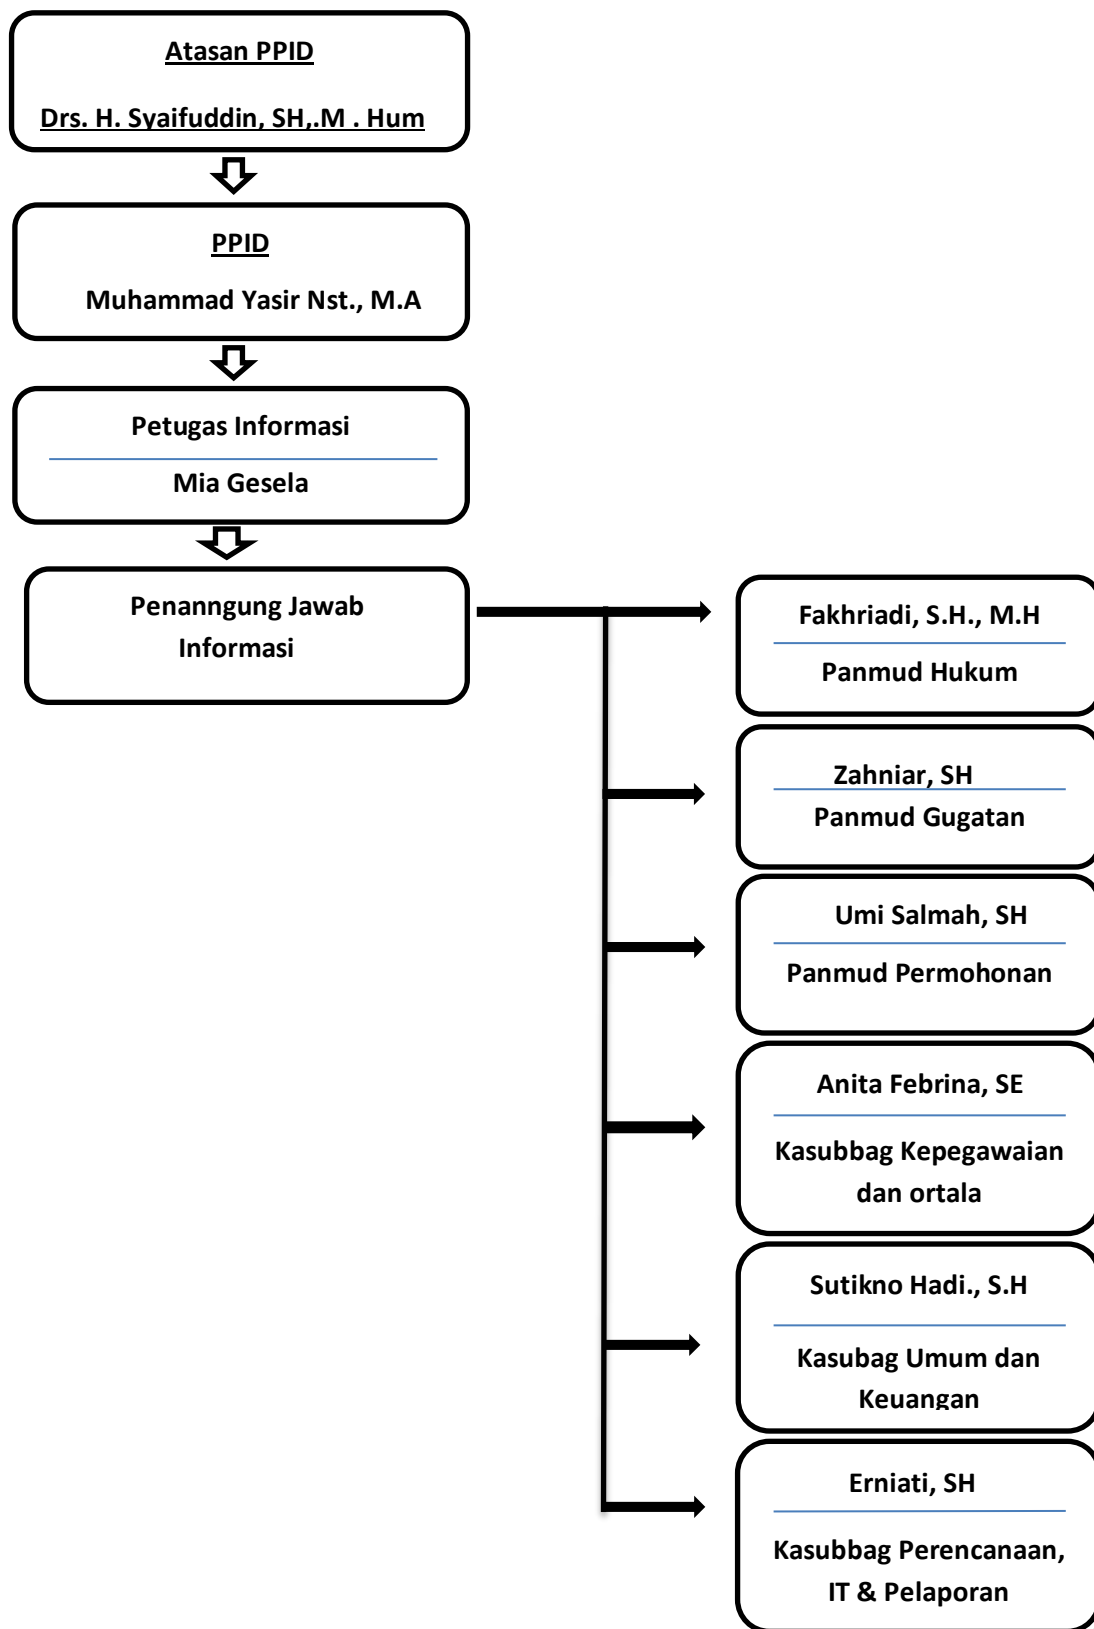 Atasan PPID
Drs. H. Syaifuddin, SH,.M . Hum
PPID
Muhammad Yasir Nst., M.A
Petugas Informasi
Mia Gesela
Penanngung Jawab
Informasi
Fakhriadi, S.H., M.H
Panmud Hukum
Zahniar, SH
Panmud Gugatan
Umi Salmah, SH
Panmud Permohonan
Anita Febrina, SE
Kasubbag Kepegawaian
dan ortala
Sutikno Hadi., S.H
Kasubag Umum dan
Keuangan
Erniati, SH
Kasubbag Perencanaan,
IT & Pelaporan